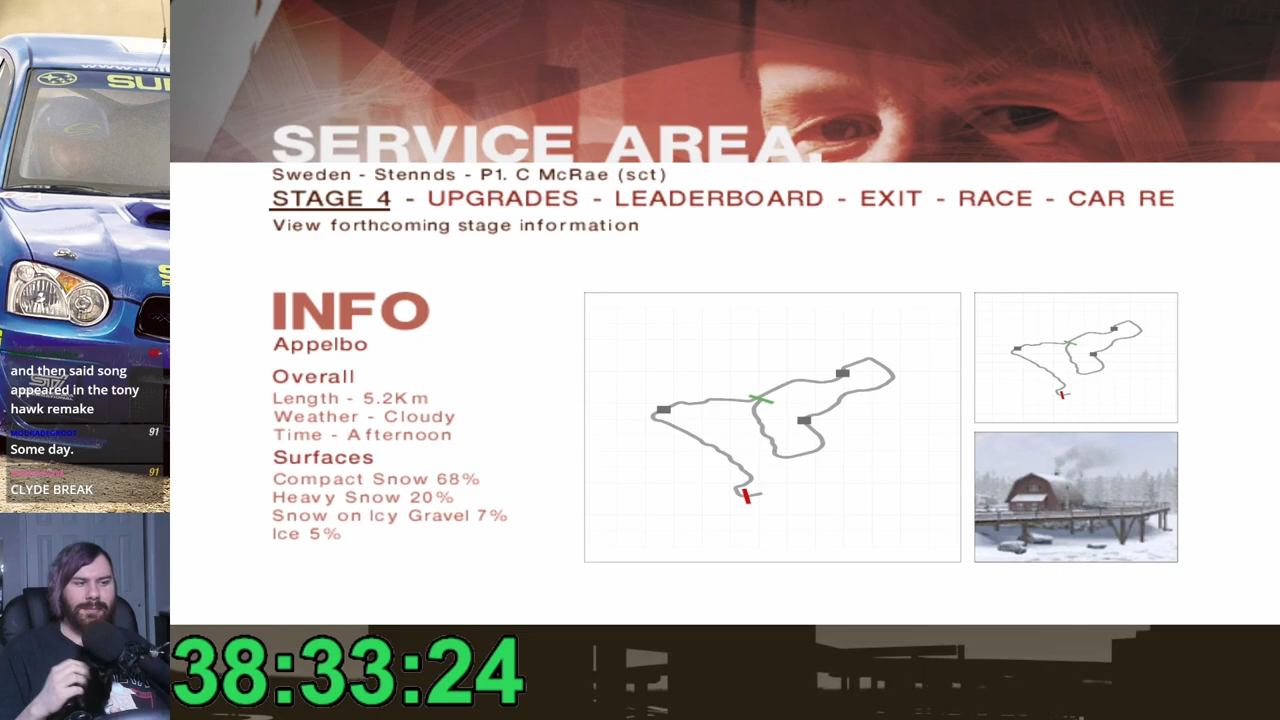 SU
and then said song
appeared in the tony
hawk remake
91
Some day.
91
CLYDE BREAK
SERVICE AREA.
Sweden - Stennds - P1. C McRae (sct)
STAGE 4 - UPGRADES - LEADERBOARD - EXIT - RACE - CAR RE
View forthcoming stage information
INFO
Appelbo
Overall
Length - 5.2Km
Weather - Cloudy
Time - Afternoon
Surfaces
Compact Snow 68%
Heavy Snow 20%
Snow on Icy Gravel 7%
Ice 5%
38:33:24